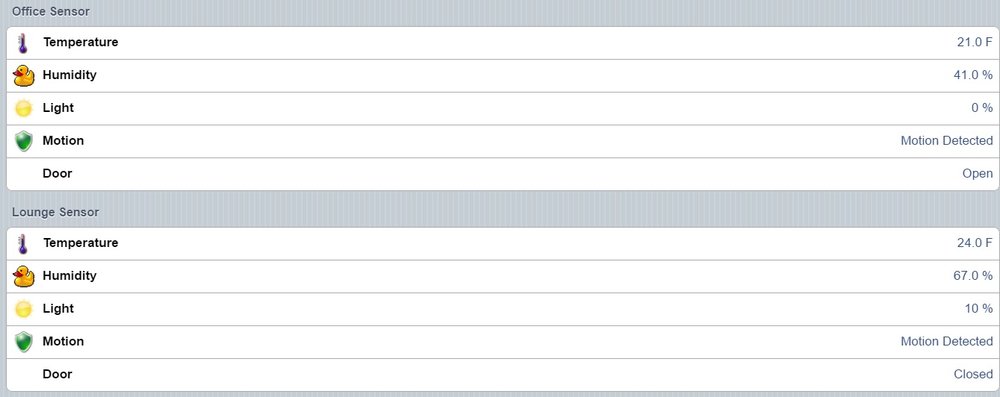 Office Sensor
Temperature 21.0 F
Humidity 41.0 %
Light 0 %
Motion Motion Detected
Door Open
Lounge Sensor
Temperature 24.0 F
Humidity 67.0 %
Light 10 %
Motion Motion Detected
Door Closed